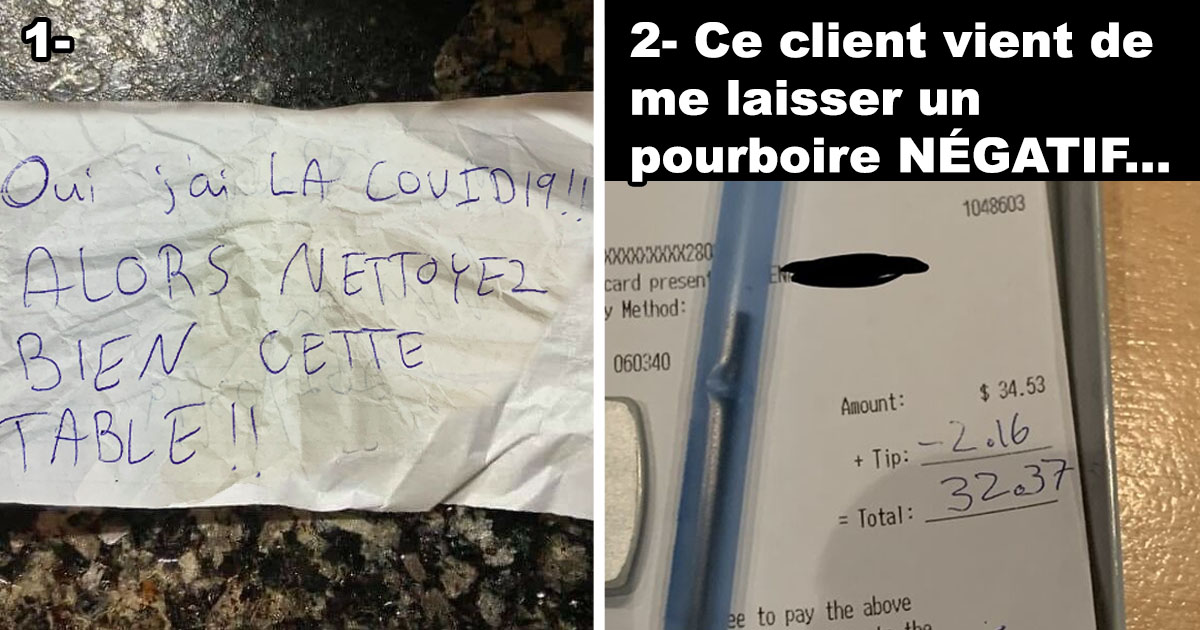 1-
Oui j'ai LA COVID19!!
ALORS NETTOYEZ
BIEN CETTE
TABLE!!
2- Ce client vient de
me laisser un
pourboire NÉGATIF...
1048603
XXXXXXXXX280
card present
y Method:
060340
Amount: $ 34.53
+ Tip: -2.16
= Total: 32.37
ee to pay the above